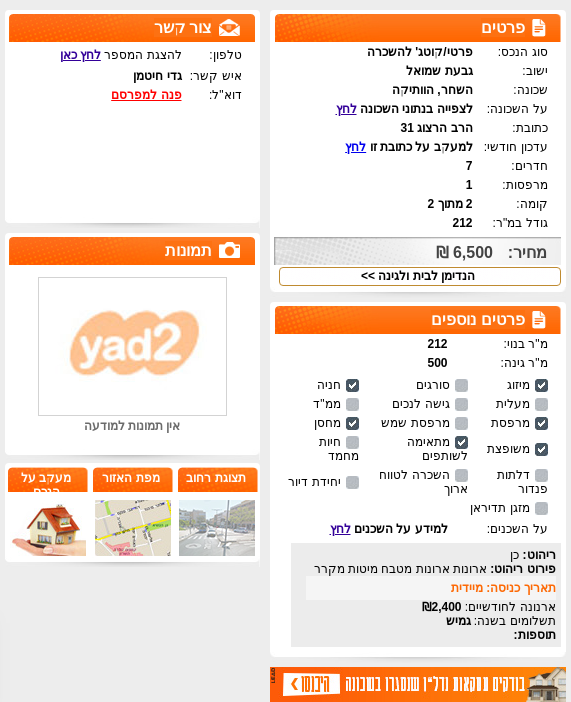 פרטים
סוג הנכס: פרטי/קוטג' להשכרה
ישוב: גבעת שמואל
שכונה: השחר, הוותיקה
על השכונה: לצפייה בנתוני השכונה לחץ
כתובת: הרב הרצוג 31
עדכון חודשי: למעקב על כתובת זו לחץ
חדרים: 7
מרפסות: 1
קומה: 2 מתוך 2
גודל במ"ר: 212
מחיר: 6,500 ₪
הנדימן לבית ולגינה >>
פרטים נוספים
מ"ר בנוי: 212
מ"ר גינה: 500
מיזוג סורגים חניה
מעלית גישה לנכים ממ"ד
מרפסת מרפסת שמש מחסן
משופצת מתאימה לשותפים חיות מחמד
דלתות פנדור השכרה לטווח ארוך יחידת דיור
מזגן תדיראן
על השכנים: למידע על השכנים לחץ
ריהוט: כן
פירוט ריהוט: ארונות ארונות מטבח מיטות מקרר
תאריך כניסה: מיידית
ארנונה לחודשיים: 2,400₪
תשלומים בשנה: גמיש
תוספות:
בודקים עסקאות נדל"ן שנסגרו בשכונה
היכנסו
צור קשר
טלפון: להצגת המספר לחץ כאן
איש קשר: גדי חיטמן
דוא"ל: פנה למפרסם
תמונות
yad2
אין תמונות למודעה
תצוגת רחוב
מפת האזור
מעקב על הנכס